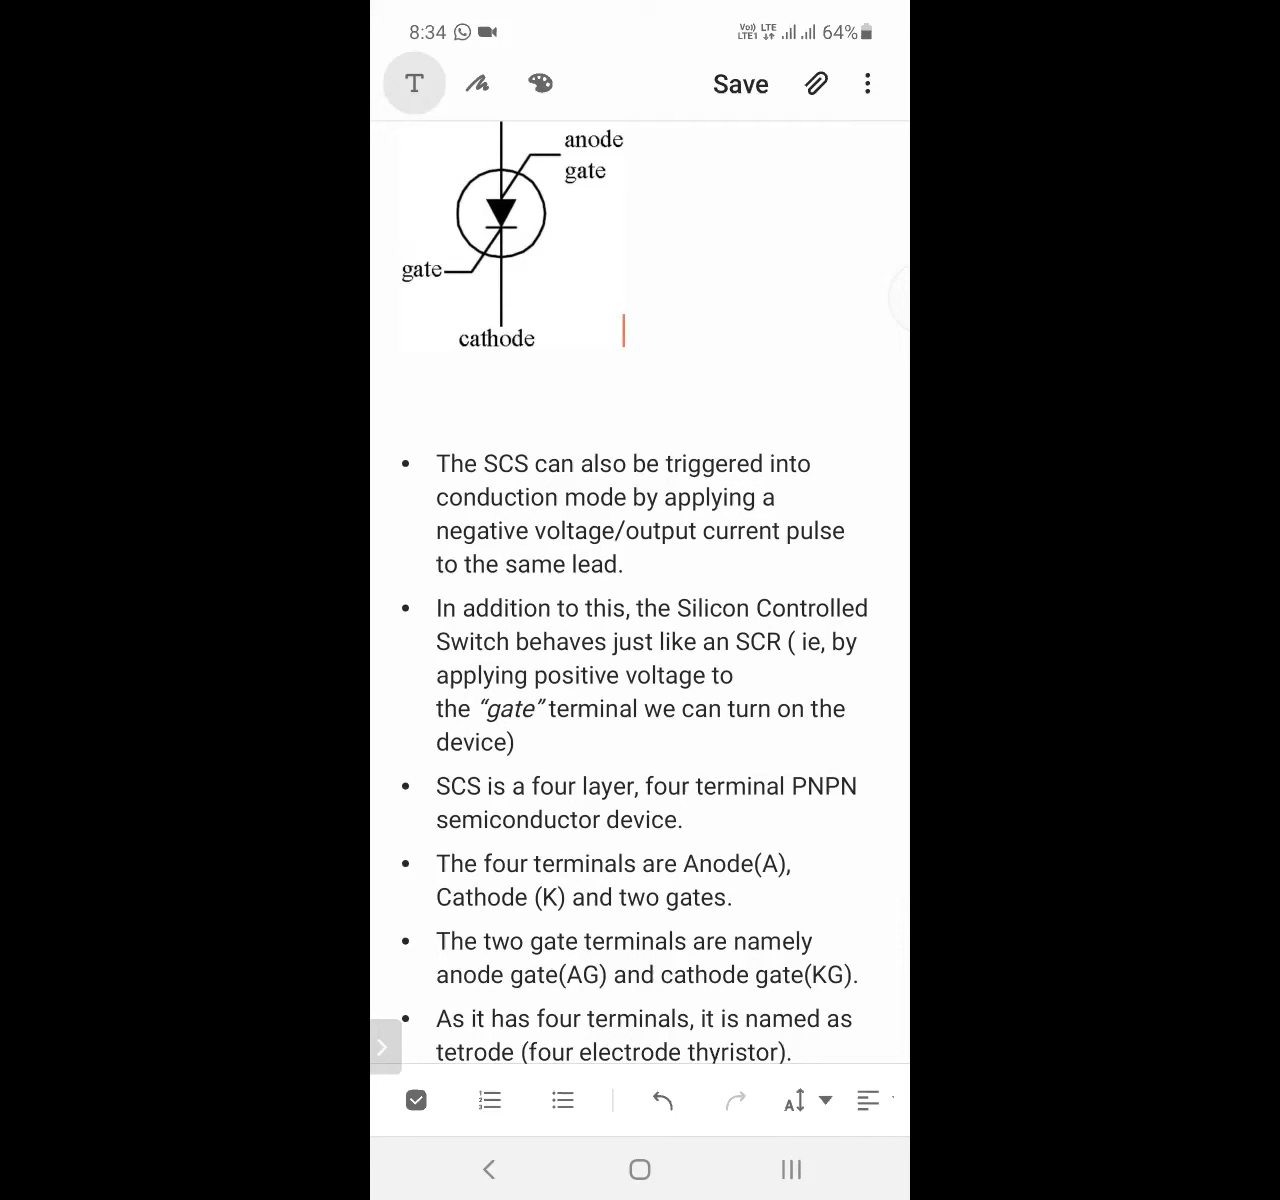 8:34 Vo)) LTE LTE1 64%
T Save
anode
gate
gate
cathode
• The SCS can also be triggered into
conduction mode by applying a
negative voltage/output current pulse
to the same lead.
• In addition to this, the Silicon Controlled
Switch behaves just like an SCR ( ie, by
applying positive voltage to
the “gate” terminal we can turn on the
device)
• SCS is a four layer, four terminal PNPN
semiconductor device.
• The four terminals are Anode(A),
Cathode (K) and two gates.
• The two gate terminals are namely
anode gate(AG) and cathode gate(KG).
• As it has four terminals, it is named as
tetrode (four electrode thyristor).